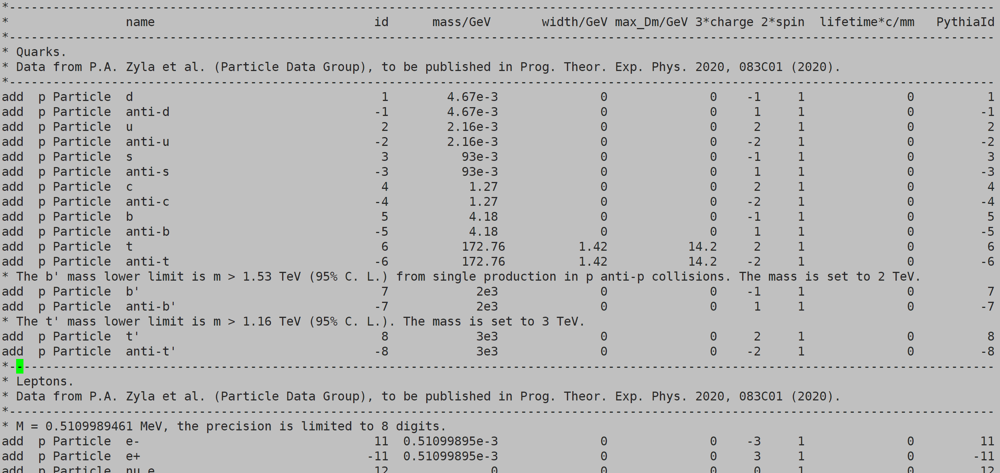 *---------------------------------------------------------------------------------------------------------------------------------------
*                name                              id      mass/GeV       width/GeV max_Dm/GeV 3*charge 2*spin  lifetime*c/mm   PythiaId
*---------------------------------------------------------------------------------------------------------------------------------------
* Quarks.
* Data from P.A. Zyla et al. (Particle Data Group), to be published in Prog. Theor. Exp. Phys. 2020, 083C01 (2020).
*---------------------------------------------------------------------------------------------------------------------------------------
add  p Particle  d                                  1        4.67e-3              0              0    -1     1              0          1
add  p Particle  anti-d                            -1        4.67e-3              0              0     1     1              0         -1
add  p Particle  u                                  2        2.16e-3              0              0     2     1              0          2
add  p Particle  anti-u                            -2        2.16e-3              0              0    -2     1              0         -2
add  p Particle  s                                  3          93e-3              0              0    -1     1              0          3
add  p Particle  anti-s                            -3          93e-3              0              0     1     1              0         -3
add  p Particle  c                                  4           1.27              0              0     2     1              0          4
add  p Particle  anti-c                            -4           1.27              0              0    -2     1              0         -4
add  p Particle  b                                  5           4.18              0              0    -1     1              0          5
add  p Particle  anti-b                            -5           4.18              0              0     1     1              0         -5
add  p Particle  t                                  6          172.76          1.42           14.2     2     1              0          6
add  p Particle  anti-t                            -6          172.76          1.42           14.2    -2     1              0         -6
* The b' mass lower limit is m > 1.53 TeV (95% C. L.) from single production in p anti-p collisions. The mass is set to 2 TeV.
add  p Particle  b'                                 7            2e3              0              0    -1     1              0          7
add  p Particle  anti-b'                           -7            2e3              0              0     1     1              0         -7
* The t' mass lower limit is m > 1.16 TeV (95% C. L.). The mass is set to 3 TeV.
add  p Particle  t'                                 8            3e3              0              0     2     1              0          8
add  p Particle  anti-t'                           -8            3e3              0              0    -2     1              0         -8
*---------------------------------------------------------------------------------------------------------------------------------------
* Leptons.
* Data from P.A. Zyla et al. (Particle Data Group), to be published in Prog. Theor. Exp. Phys. 2020, 083C01 (2020).
*---------------------------------------------------------------------------------------------------------------------------------------
* M = 0.5109989461 MeV, the precision is limited to 8 digits.
add  p Particle  e-                                11  0.51099895e-3              0              0    -3     1              0         11
add  p Particle  e+                               -11  0.51099895e-3              0              0     3     1              0        -11
add  p Particle  nu_e                              12              0              0              0     0     1              0         12